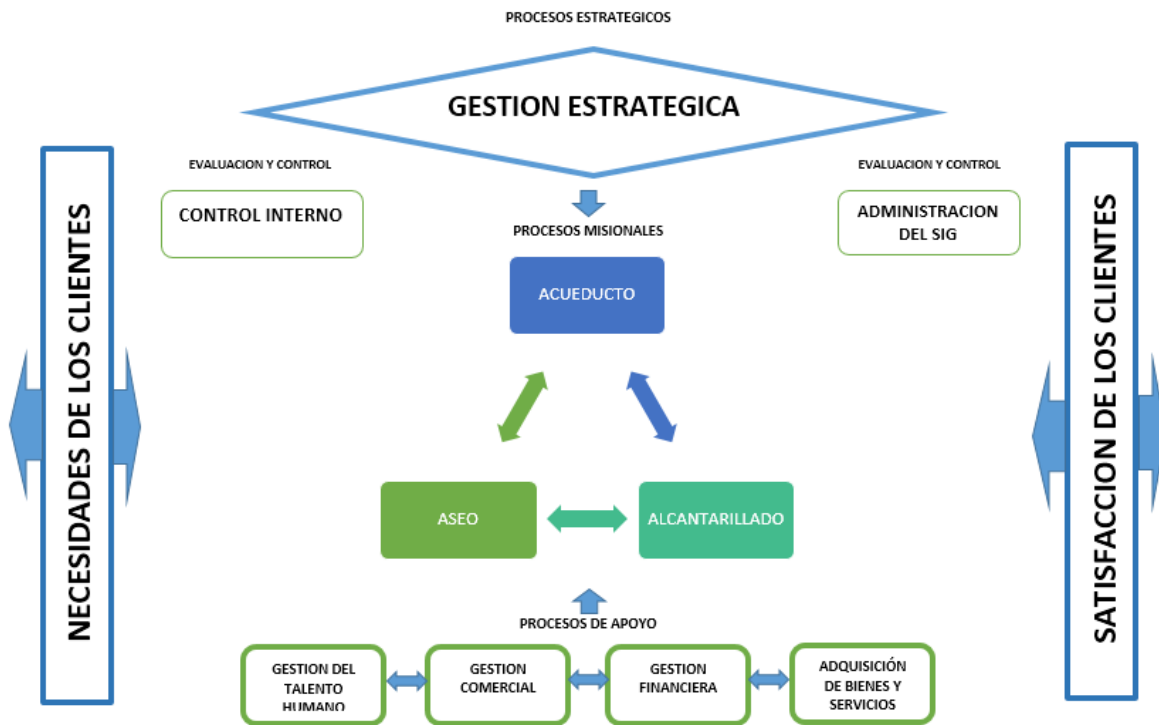 PROCESOS ESTRATEGICOS
GESTION ESTRATEGICA
EVALUACION Y CONTROL
CONTROL INTERNO
EVALUACION Y CONTROL
ADMINISTRACION
DEL SIG
NECESIDADES DE LOS CLIENTES
SATISFACCION DE LOS CLIENTES
PROCESOS MISIONALES
ACUEDUCTO
ASEO
ALCANTARILLADO
PROCESOS DE APOYO
GESTION DEL
TALENTO
HUMANO
GESTION
COMERCIAL
GESTION
FINANCIERA
ADQUISICIÓN
DE BIENES Y
SERVICIOS